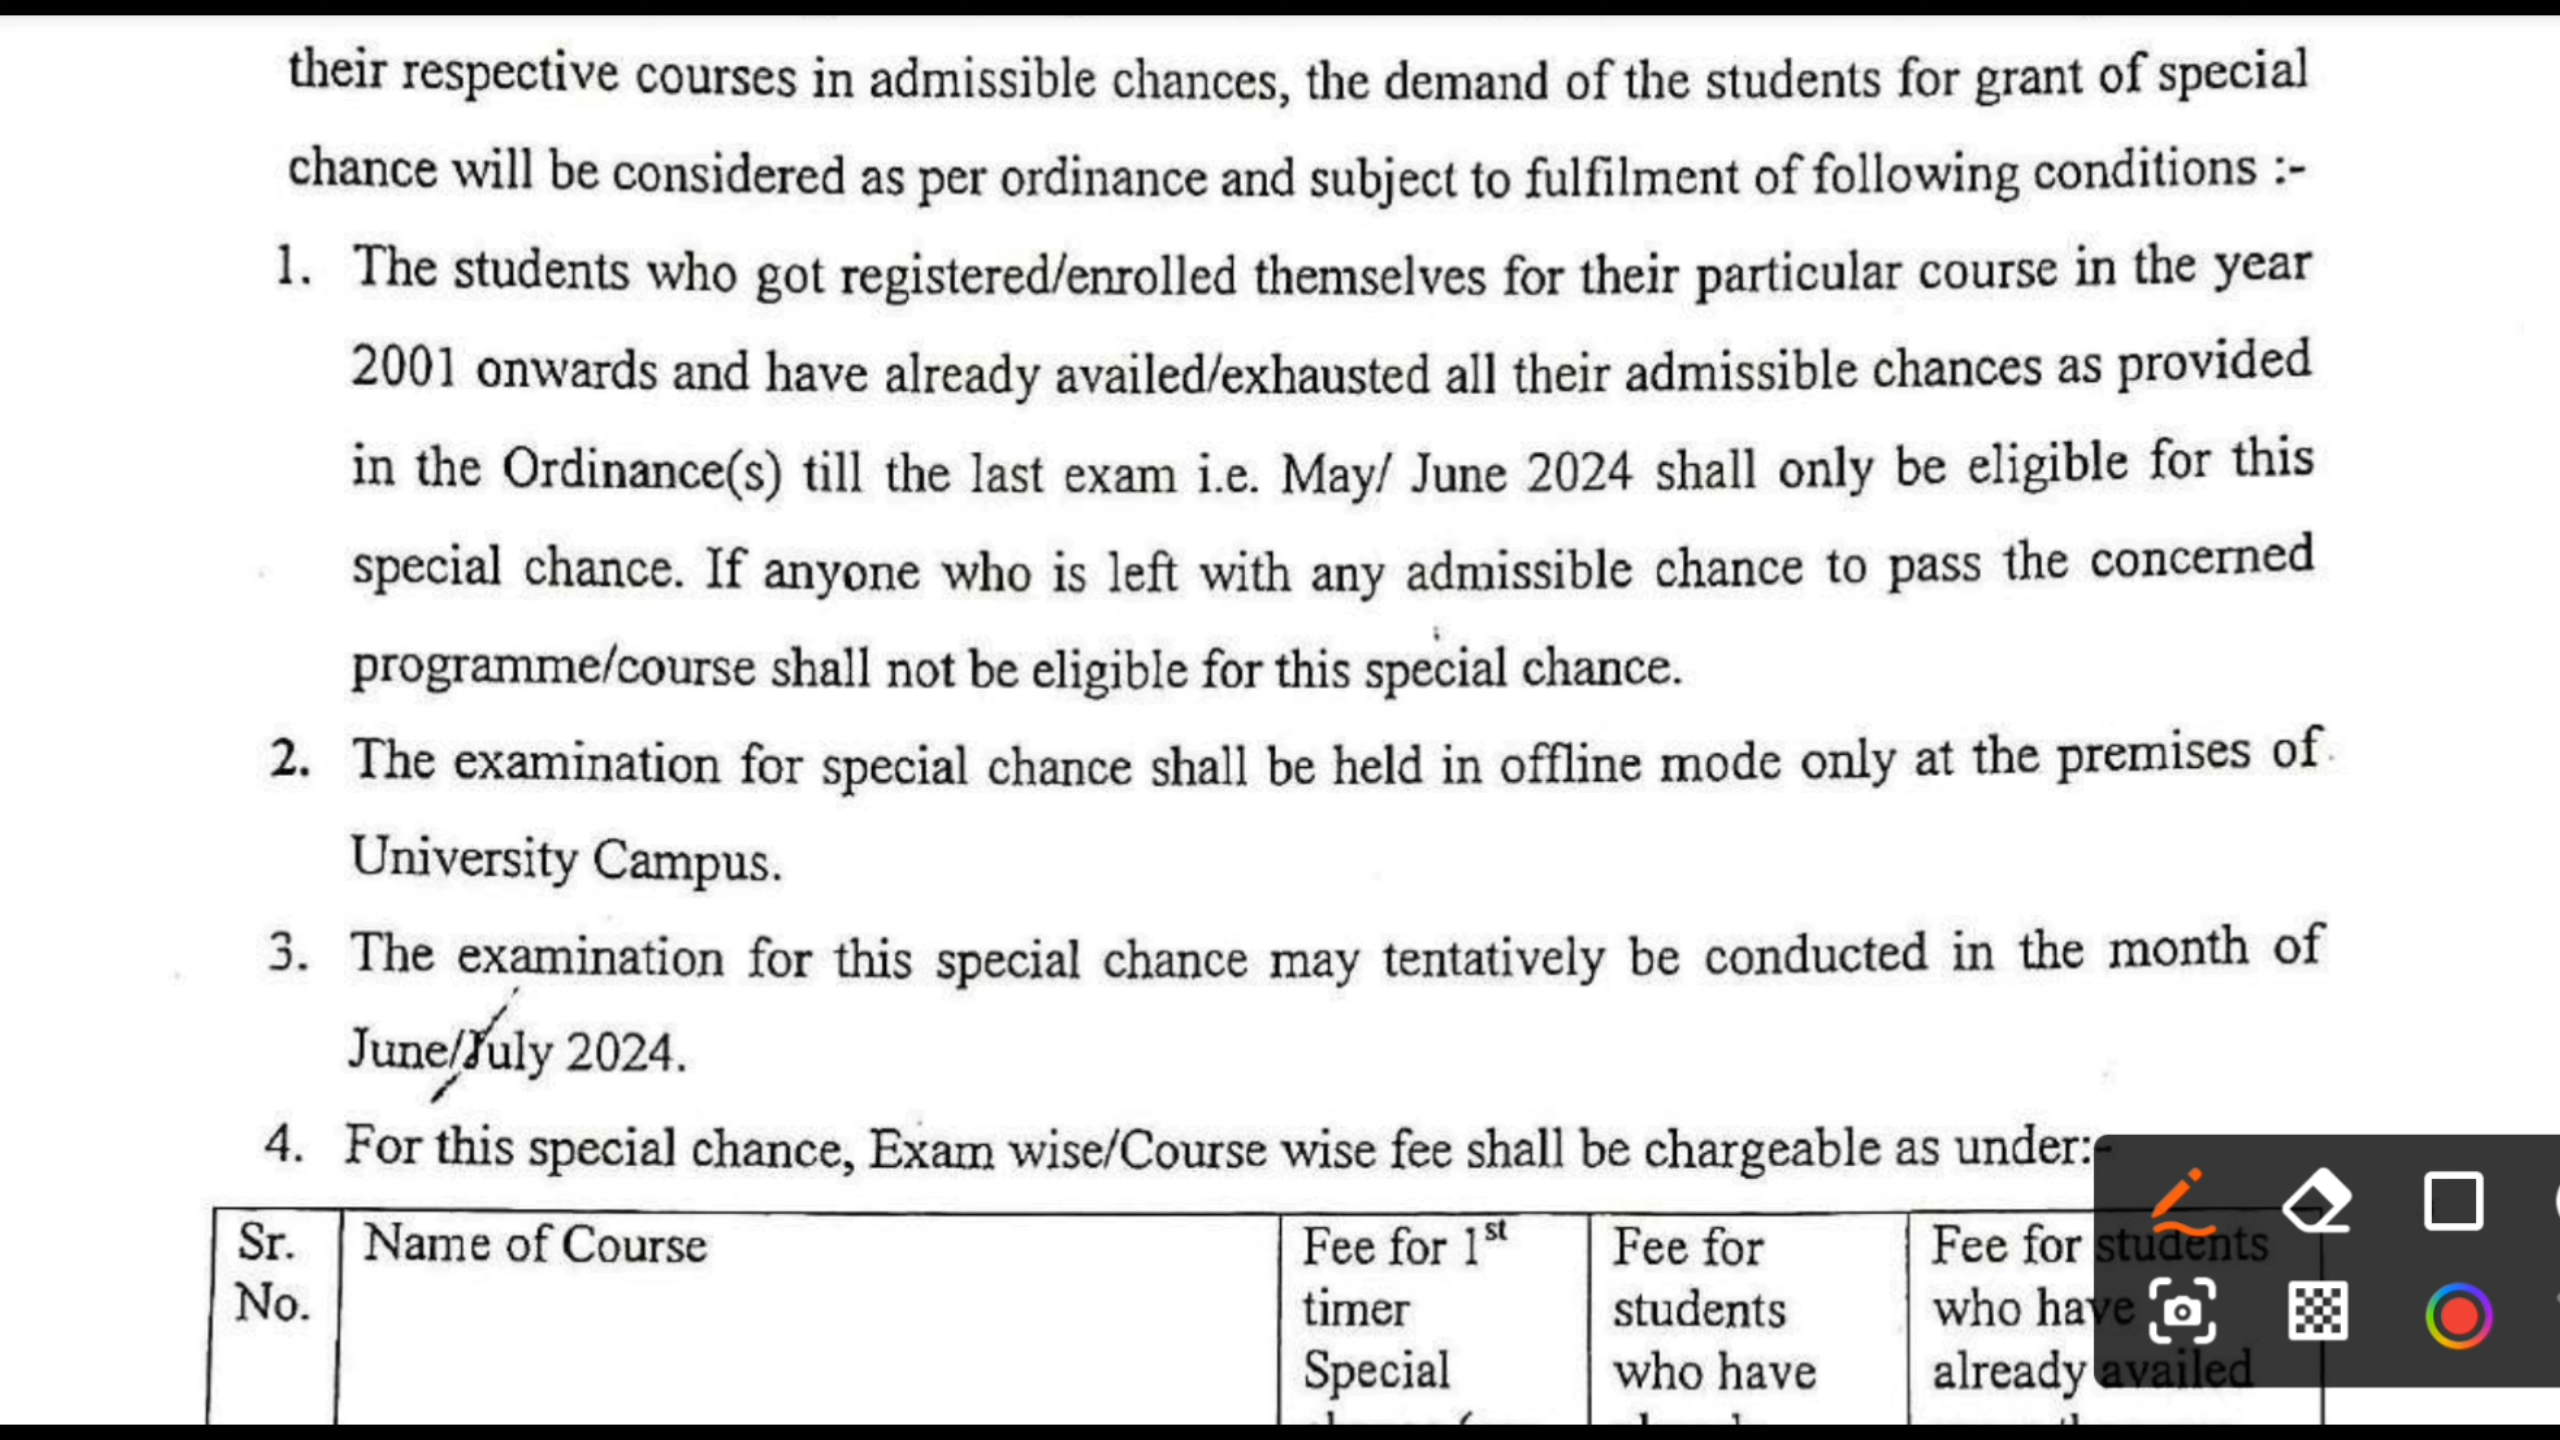 their respective courses in admissible chances, the demand of the students for grant of special
chance will be considered as per ordinance and subject to fulfilment of following conditions :-
1. The students who got registered/enrolled themselves for their particular course in the year
2001 onwards and have already availed/exhausted all their admissible chances as provided
in the Ordinance(s) till the last exam i.e. May/ June 2024 shall only be eligible for this
special chance. If anyone who is left with any admissible chance to pass the concerned
programme/course shall not be eligible for this special chance.
2. The examination for special chance shall be held in offline mode only at the premises of
University Campus.
3. The examination for this special chance may tentatively be conducted in the month of
June/July 2024.
4. For this special chance, Exam wise/Course wise fee shall be chargeable as under:-
Sr.
No.
Name of Course
Fee for 1st
timer
Special
Fee for
students
who have
Fee for students
who have
already availed